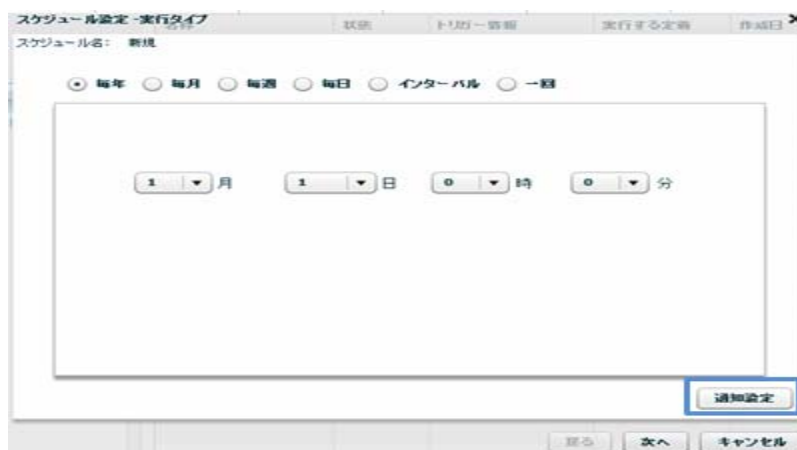 スケジュール設定 -実行タイプ
名称 状態 トリガー情報 実行する定義 作成日
スケジュール名: 新規
毎年 毎月 毎週 毎日 インターバル 一回
1 月 1 日 0 時 0 分
通知設定
戻る 次へ キャンセル